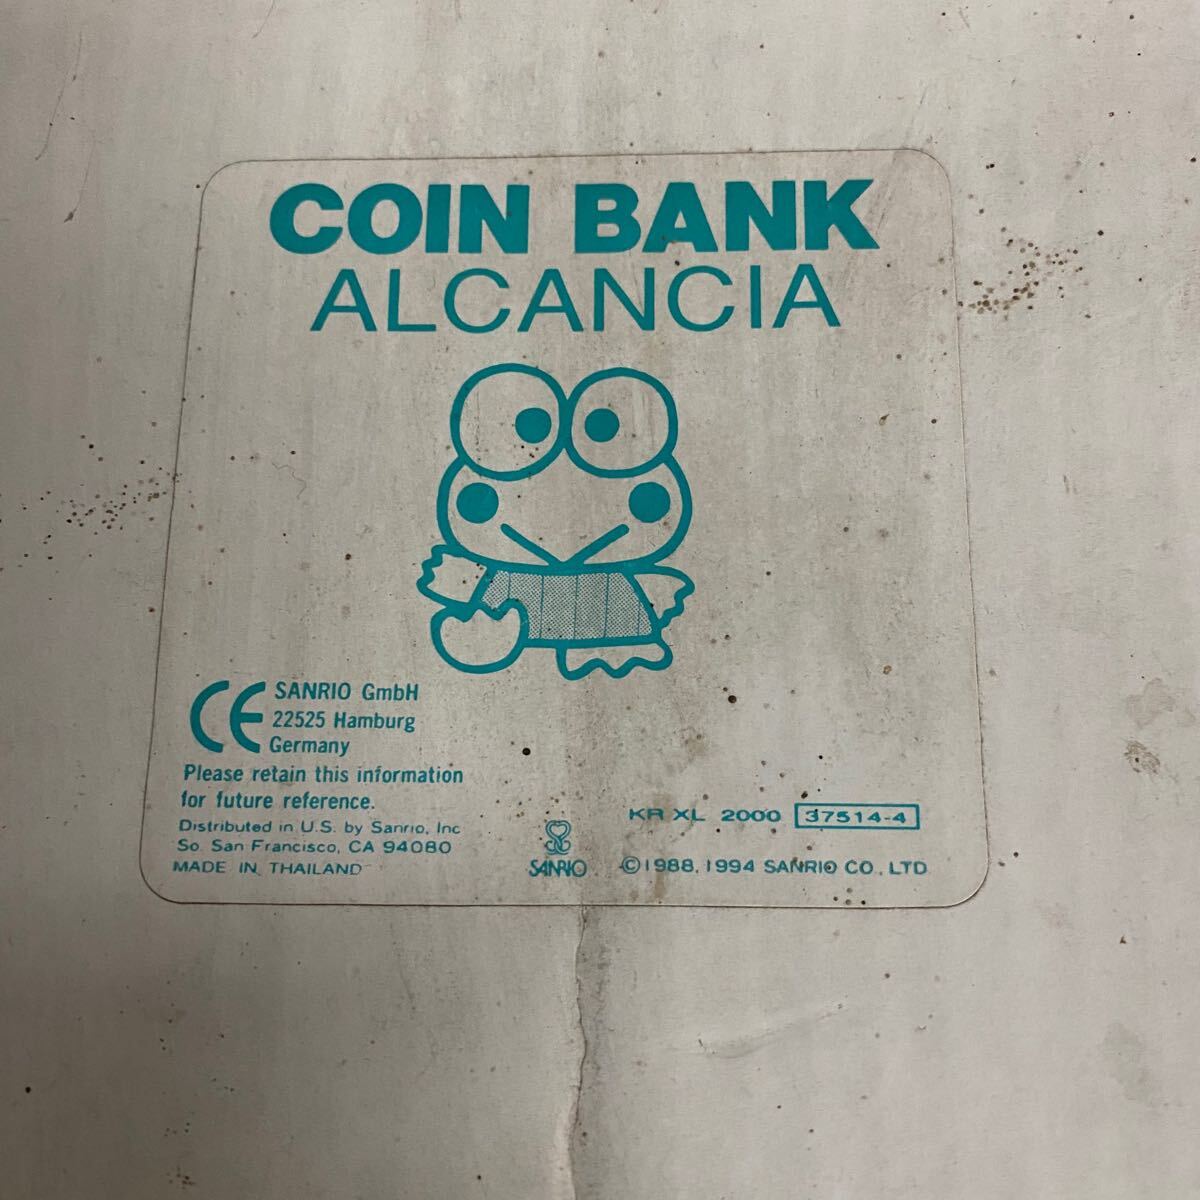 COIN BANK
ALCANCIA
CE SANRIO GmbH
22525 Hamburg
Germany
Please retain this information
for future reference.
Distributed in U.S. by Sanrio, Inc
So. San Francisco, CA 94080
MADE IN THAILAND
SANRIO
KR XL 2000 37514-4
©1988, 1994 SANRIO CO., LTD